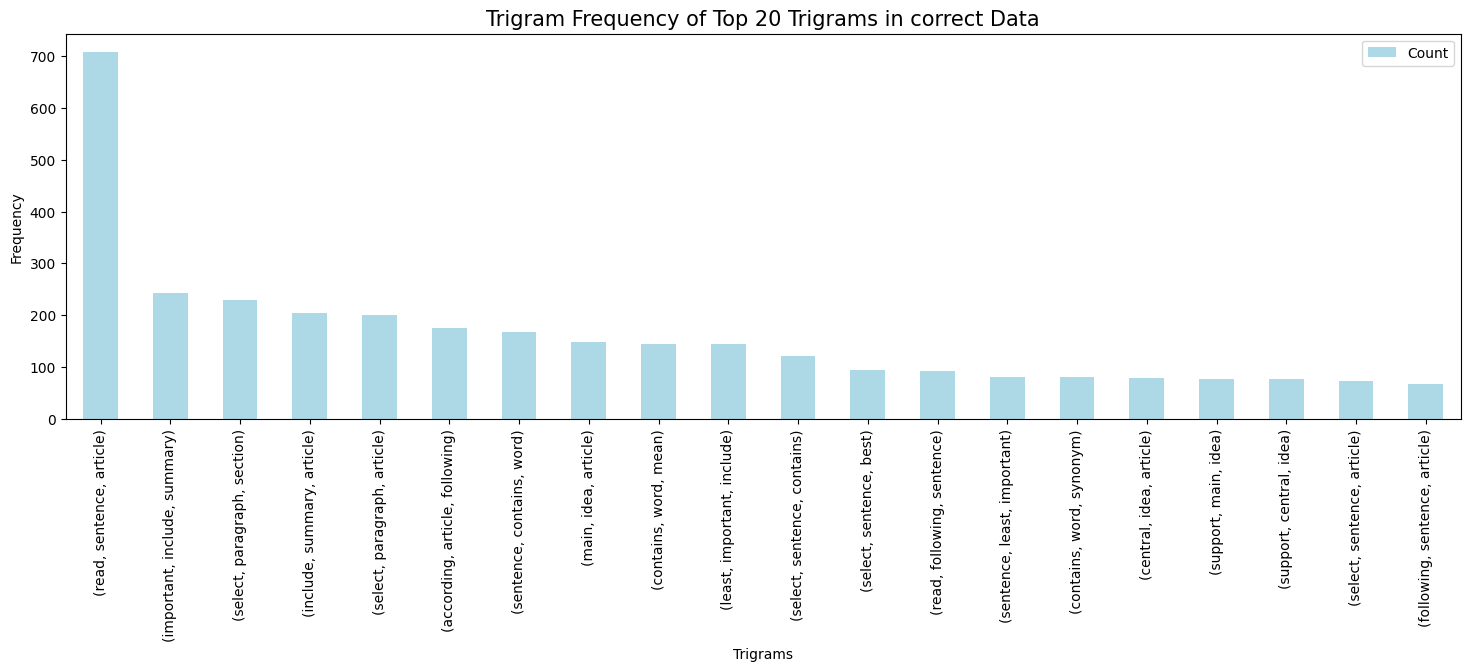 Trigram Frequency of Top 20 Trigrams in correct Data
Count
Frequency
700
600
500
400
300
200
100
0
(read, sentence, article)
(important, include, summary)
(select, paragraph, section)
(include, summary, article)
(select, paragraph, article)
(according, article, following)
(sentence, contains, word)
(main, idea, article)
(contains, word, mean)
(least, important, include)
(select, sentence, contains)
(select, sentence, best)
(read, following, sentence)
(sentence, least, important)
(contains, word, synonym)
(central, idea, article)
(support, main, idea)
(support, central, idea)
(select, sentence, article)
(following, sentence, article)
Trigrams